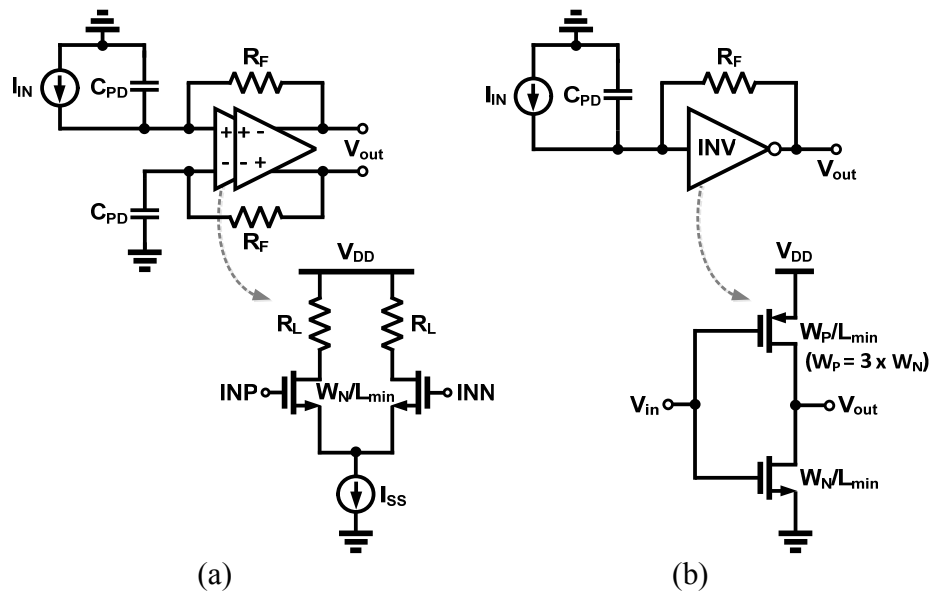 R_F
I_IN
C_PD
+ + -
- - +
V_out
C_PD
R_F
V_DD
R_L
R_L
INP
W_N/L_min
INN
I_SS
(a)
R_F
I_IN
C_PD
INV
V_out
V_DD
W_P/L_min
(W_P = 3 x W_N)
V_in
V_out
W_N/L_min
(b)